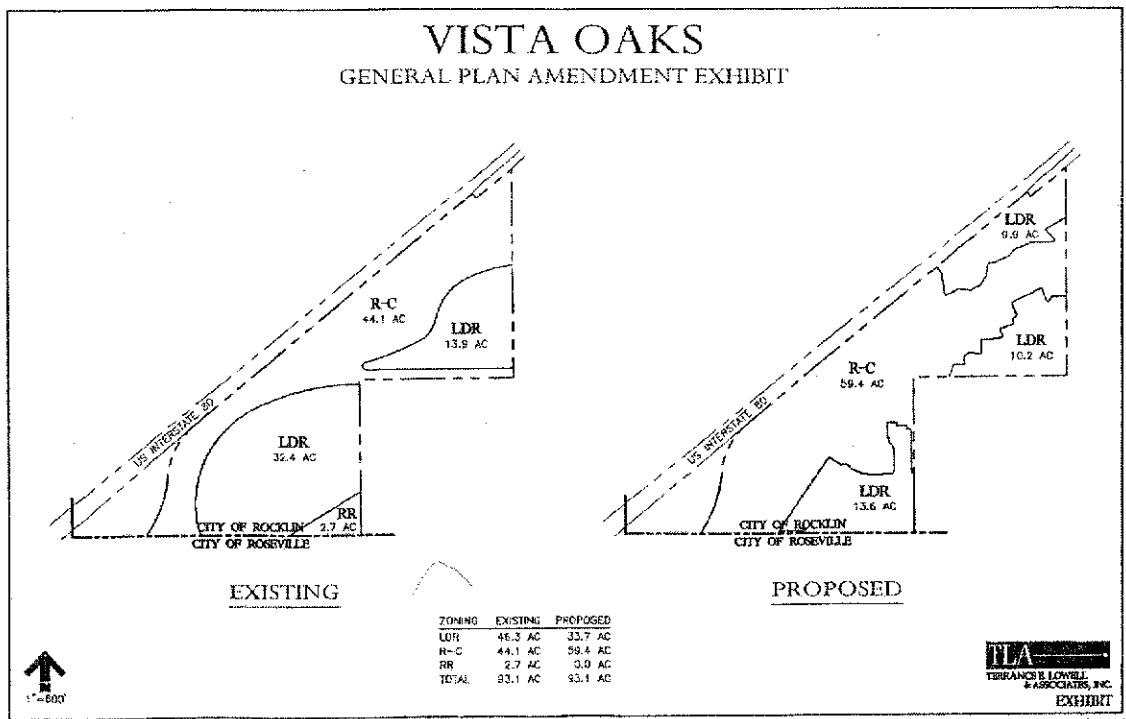 VISTA OAKS
GENERAL PLAN AMENDMENT EXHIBIT
R-C
44.1 AC
LDR
13.9 AC
US INTERSTATE 80
LDR
32.4 AC
RR
2.7 AC
CITY OF ROCKLIN
CITY OF ROSEVILLE
EXISTING
LDR
9.9 AC
LDR
10.2 AC
R-C
59.4 AC
US INTERSTATE 80
LDR
13.6 AC
CITY OF ROCKLIN
CITY OF ROSEVILLE
PROPOSED
ZONING EXISTING PROPOSED
LDR 46.3 AC 33.7 AC
R-C 44.1 AC 59.4 AC
RR 2.7 AC 0.0 AC
TOTAL 93.1 AC 93.1 AC
N
1"=600'
TLA
TERRANCE E. LOWELL
& ASSOCIATES, INC.
EXHIBIT